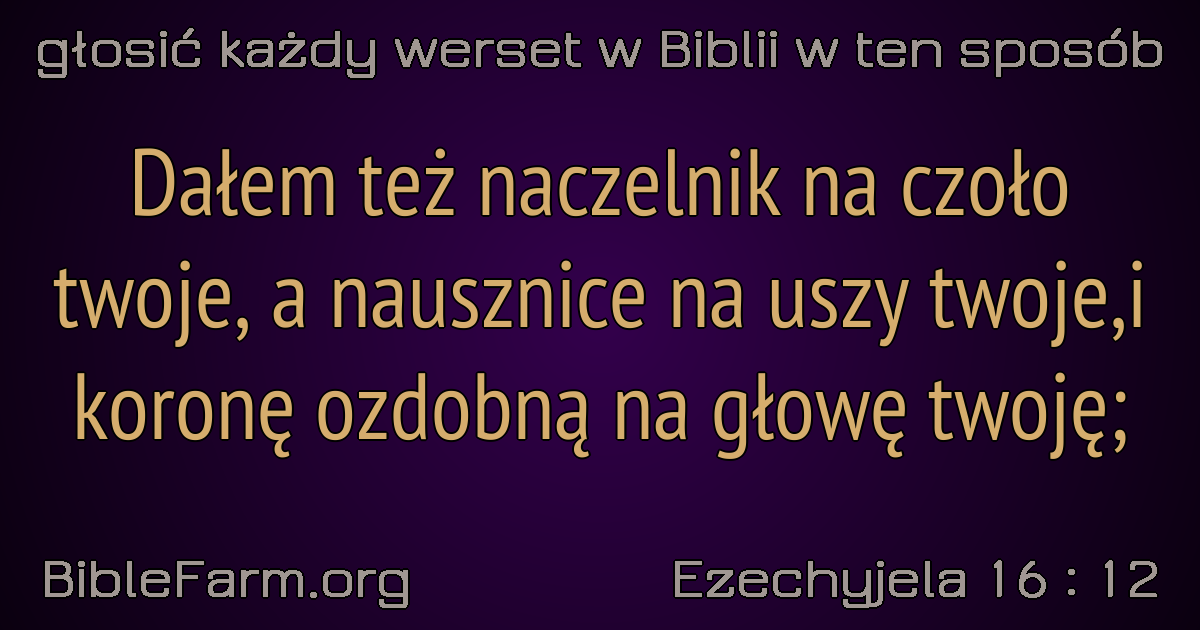 głosić każdy werset w Biblii w ten sposób
Dałem też naczelnik na czoło
twoje, a nausznice na uszy twoje,i
koronę ozdobną na głowę twoję;
BibleFarm.org
Ezechyjela 16 : 12